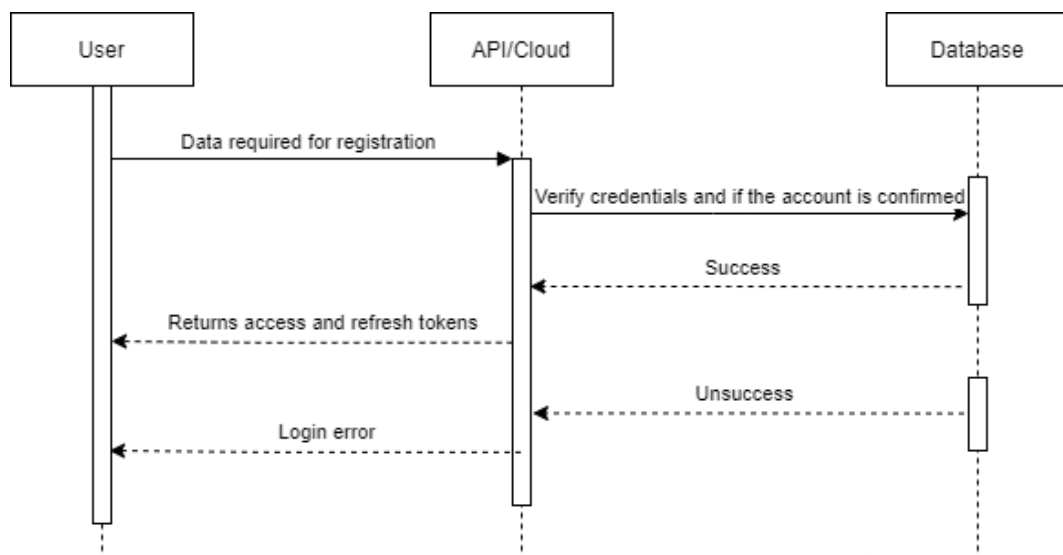 User
API/Cloud
Database
Data required for registration
Verify credentials and if the account is confirmed
Success
Returns access and refresh tokens
Unsuccess
Login error